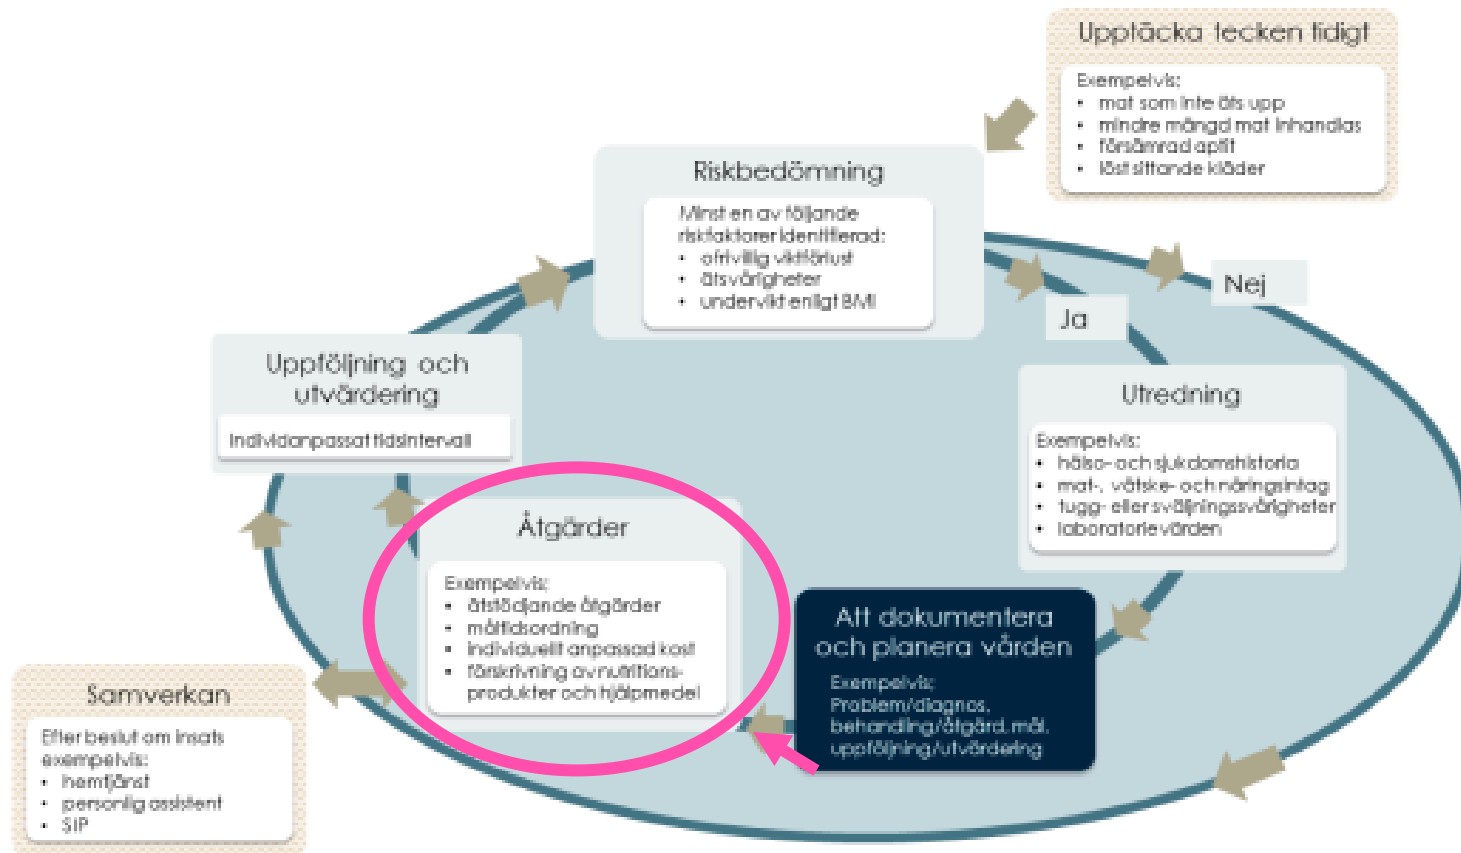 Upptäcka tecken tidigt
Exempelvis:
• mat som inte äts upp
• mindre mängd mat inhandlas
• försämrad aptit
• löst sittande kläder
Riskbedömning
Minst en av följande
riskfaktorer identifierad:
• ofrivillig viktförlust
• ätsvårigheter
• undervikt enligt BMI
Nej
Ja
Uppföljning och
utvärdering
Individanpassat tidsintervall
Utredning
Exempelvis:
• hälso- och sjukdomshistoria
• mat-, vätske- och näringsintag
• tugg- eller sväljningssvårigheter
• laboratorievärden
Åtgärder
Exempelvis:
• ätstödjande åtgärder
• måltidsordning
• individuellt anpassad kost
• förskrivning av nutritions-
produkter och hjälpmedel
Att dokumentera
och planera vården
Exempelvis:
Problem/diagnos,
behandling/åtgärd, mål,
uppföljning/utvärdering
Samverkan
Efter beslut om insats
exempelvis:
• hemtjänst
• personlig assistent
• SIP